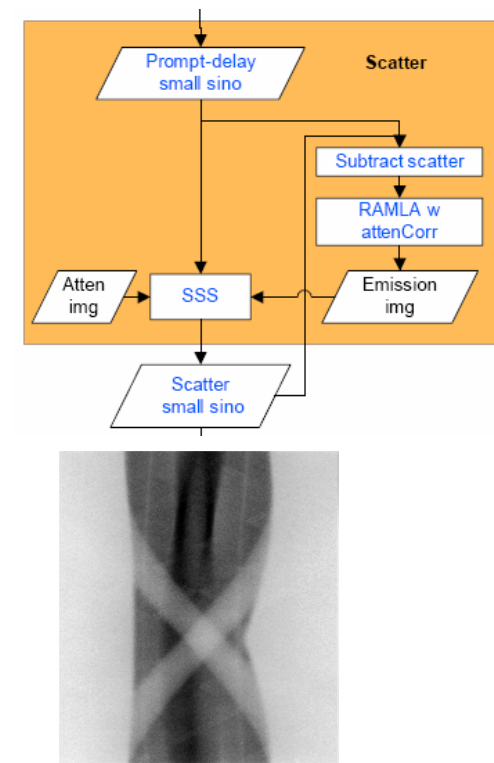 Prompt-delay
small sino
Scatter
Subtract scatter
RAMLA w
attenCorr
Atten
img
SSS
Emission
img
Scatter
small sino